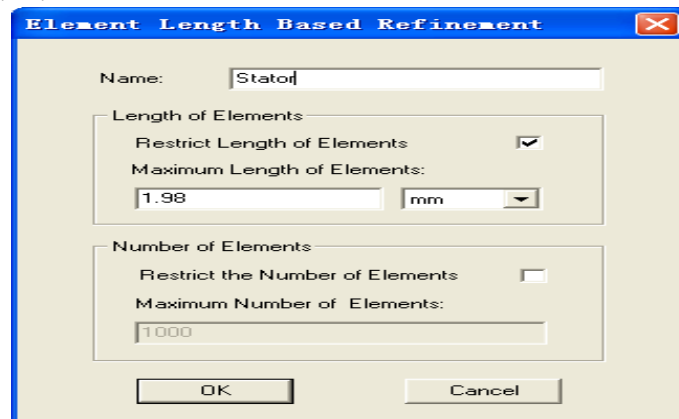 Element Length Based Refinement
Name: Stator
Length of Elements
Restrict Length of Elements
Maximum Length of Elements:
1.98 mm
Number of Elements
Restrict the Number of Elements
Maximum Number of Elements:
1000
OK Cancel